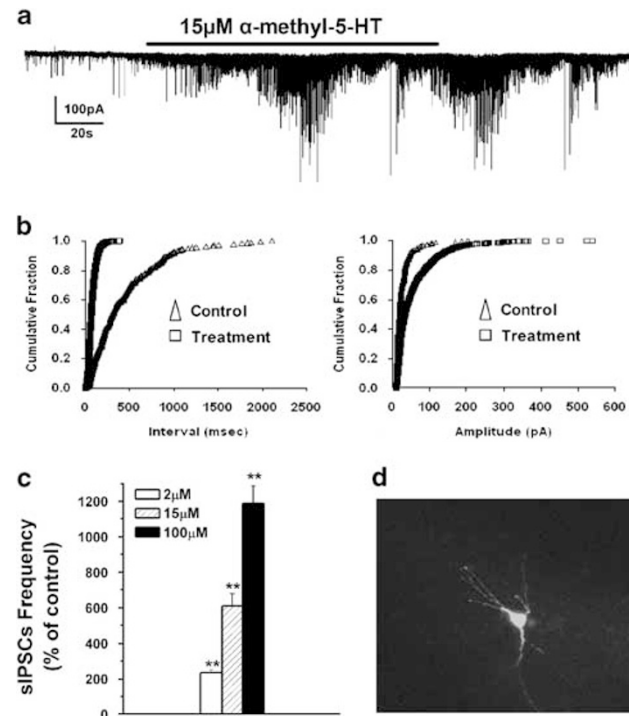 a
15μM α-methyl-5-HT
100pA
20s
b
1.0
0.8
0.6
0.4
0.2
0.0
Cumulative Fraction
△ Control
□ Treatment
0 500 1000 1500 2000 2500
Interval (msec)
1.0
0.8
0.6
0.4
0.2
0.0
Cumulative Fraction
△ Control
□ Treatment
0 100 200 300 400 500 600
Amplitude (pA)
c
sIPSCs Frequency
(% of control)
1200
1000
800
600
400
200
0
2μM
15μM
100μM
**
**
**
d